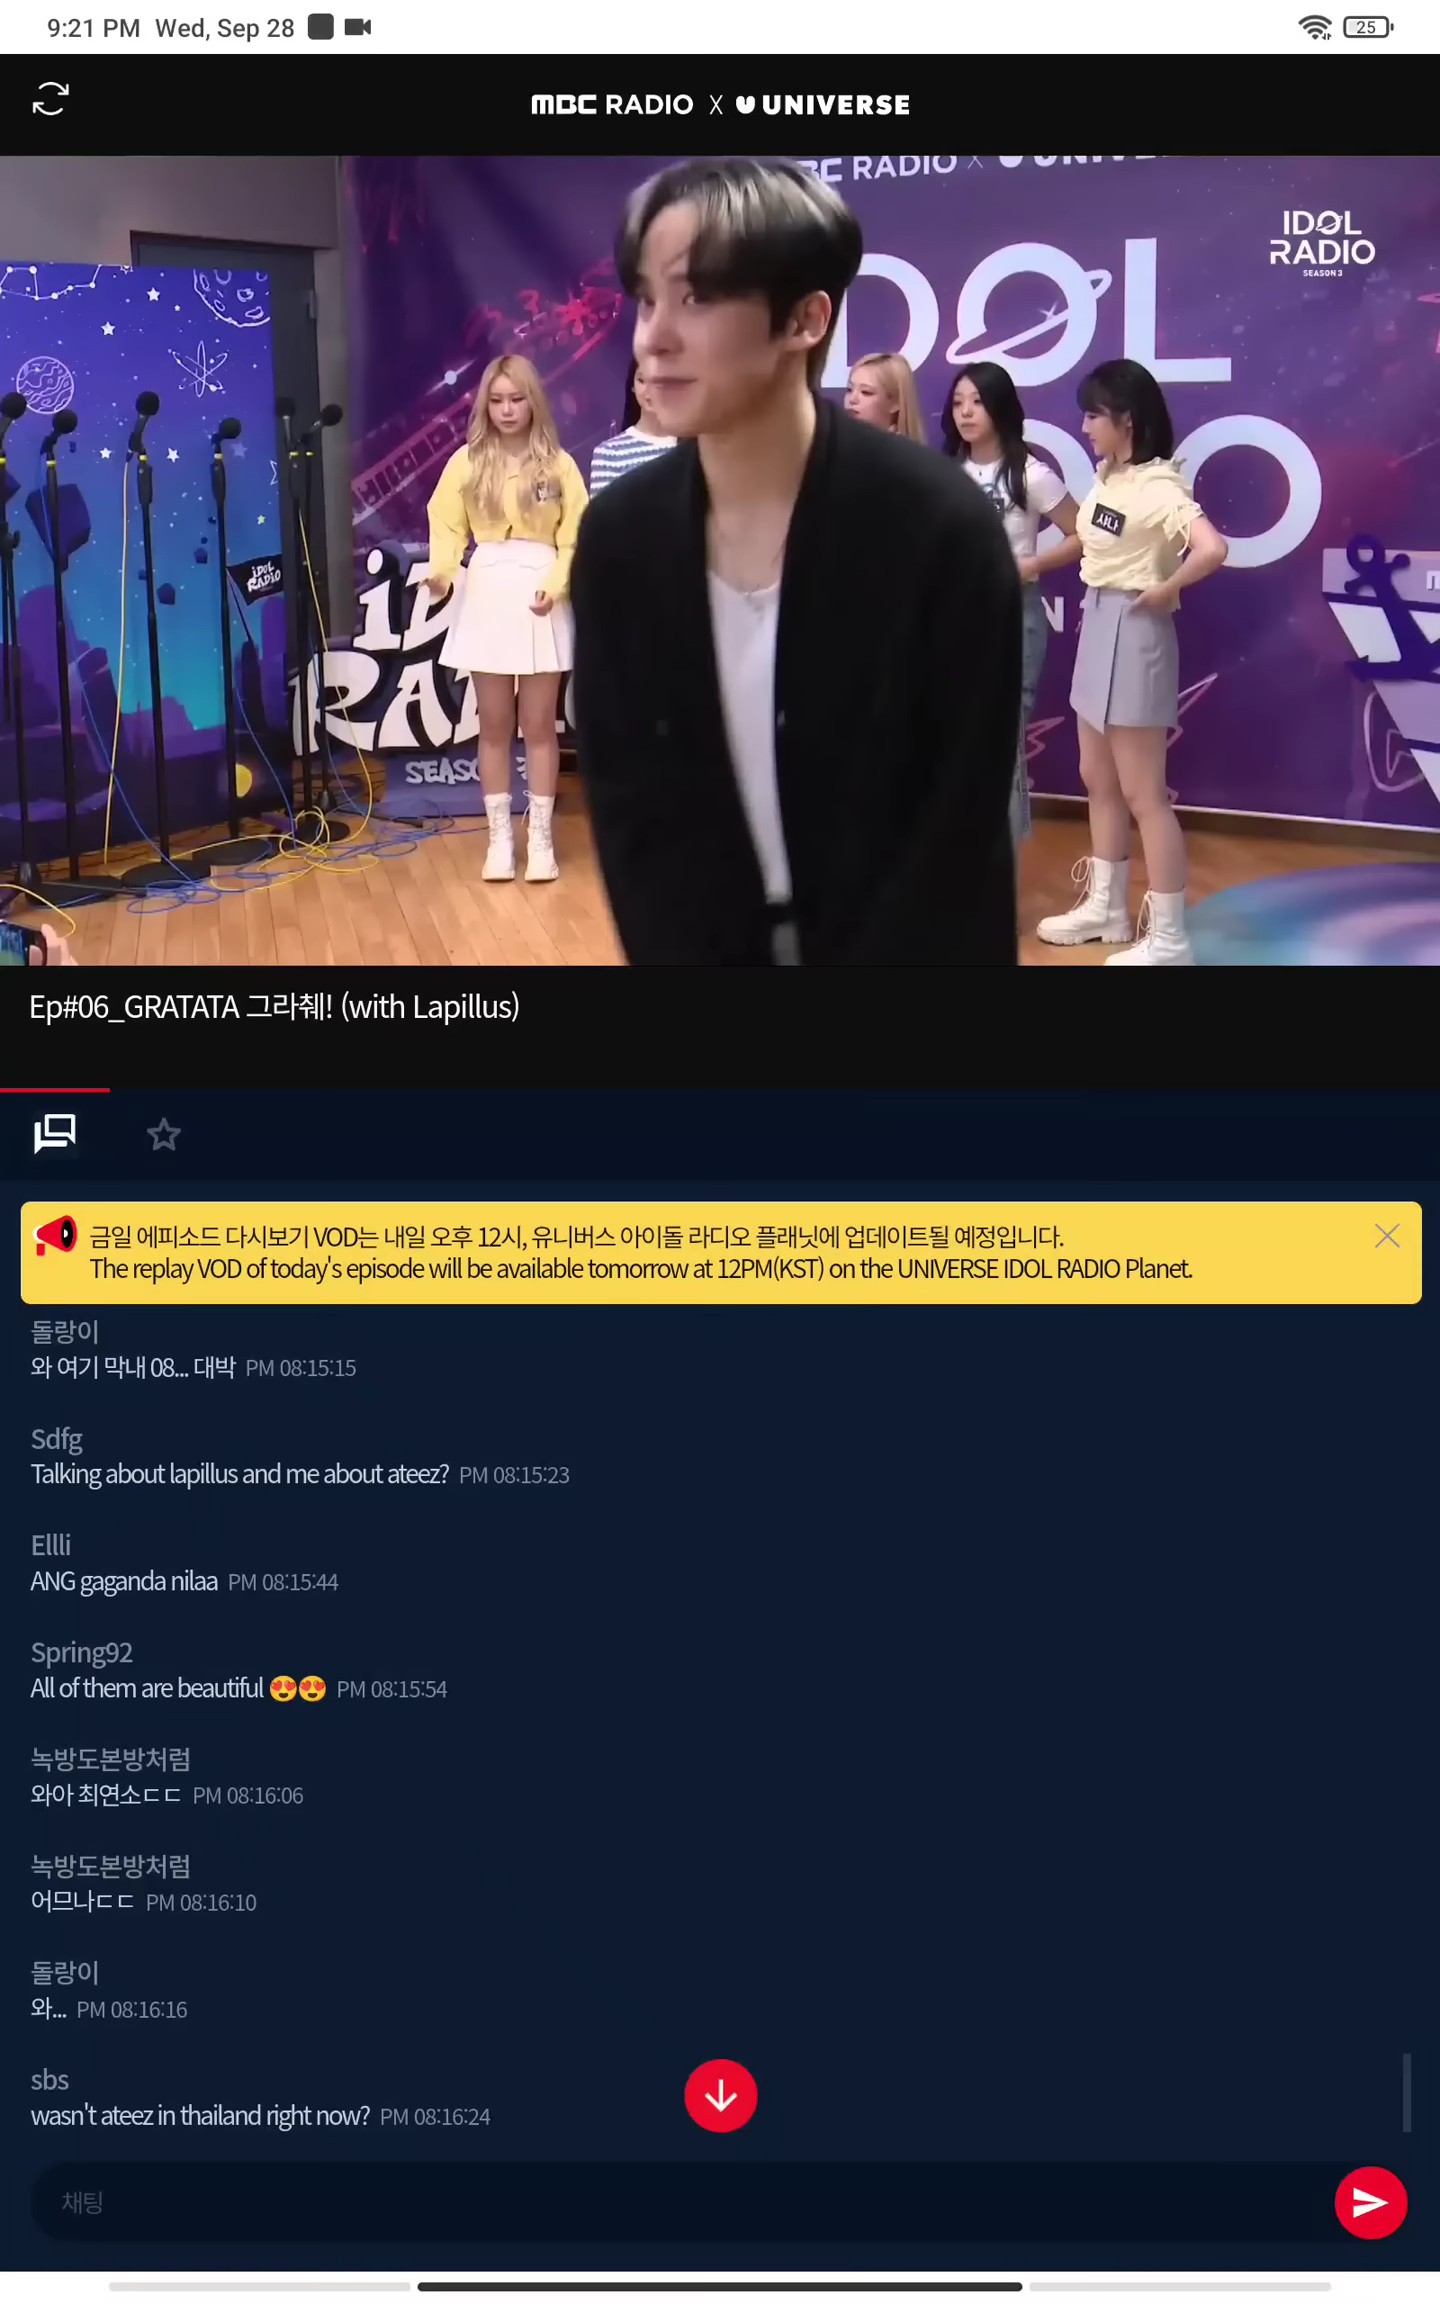 9:21 PM Wed, Sep 28
25
MBC RADIO X UNIVERSE
RADIO X
IDOL
RADIO
SEASON 3
IDOL
RADIO
샤나
Ep#06_GRATATA 그라췌! (with Lapillus)
금일 에피소드 다시보기 VOD는 내일 오후 12시, 유니버스 아이돌 라디오 플래닛에 업데이트될 예정입니다.
The replay VOD of today's episode will be available tomorrow at 12PM(KST) on the UNIVERSE IDOL RADIO Planet.
돌랑이
와 여기 막내 08... 대박 PM 08:15:15
Sdfg
Talking about lapillus and me about ateez? PM 08:15:23
Ellli
ANG gaganda nilaa PM 08:15:44
Spring92
All of them are beautiful 😍😍 PM 08:15:54
녹방도본방처럼
와아 최연소ㄷㄷ PM 08:16:06
녹방도본방처럼
어므나ㄷㄷ PM 08:16:10
돌랑이
와... PM 08:16:16
sbs
wasn't ateez in thailand right now? PM 08:16:24
채팅